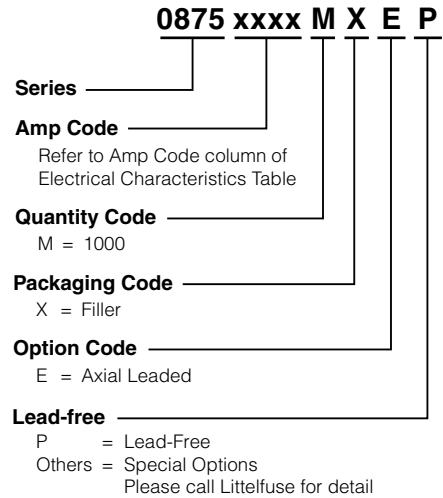 0875 xxxx M X E P
Series
Amp Code
Refer to Amp Code column of
Electrical Characteristics Table
Quantity Code
M = 1000
Packaging Code
X = Filler
Option Code
E = Axial Leaded
Lead-free
P = Lead-Free
Others = Special Options
Please call Littelfuse for detail